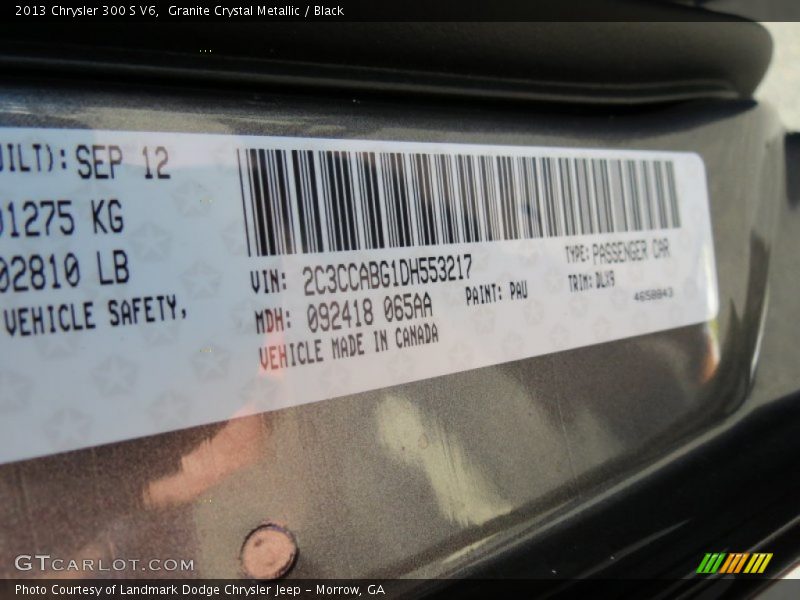 2013 Chrysler 300 S V6,  Granite Crystal Metallic / Black
UILT): SEP 12
01275 KG
02810 LB
VEHICLE SAFETY,
VIN: 2C3CCABG1DH553217
TYPE: PASSENGER CAR
MDH: 092418 065AA
PAINT: PAU
TRIM: DLX9
4658843
VEHICLE MADE IN CANADA
GTCARLOT.COM
Photo Courtesy of Landmark Dodge Chrysler Jeep - Morrow, GA